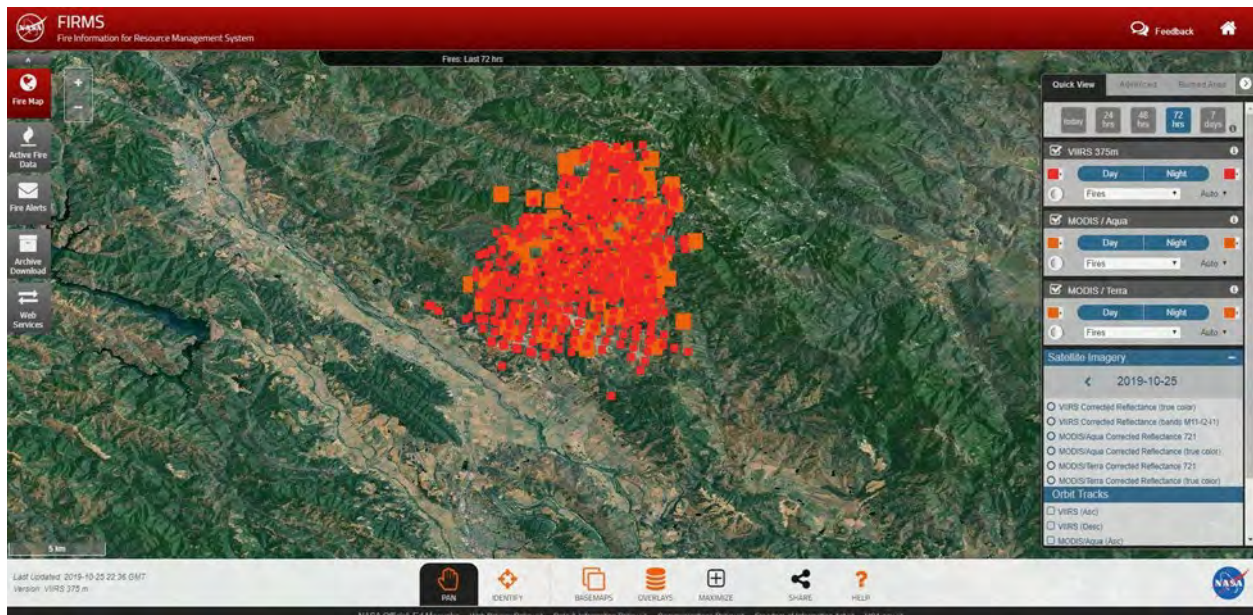 NASA
FIRMS
Fire Information for Resource Management System
Feedback
Fires: Last 72 hrs
Fire Map
+
−
Active Fire
Data
Fire Alerts
Archive
Download
Web
Services
Quick View
Advanced
Burned Area
today
24
hrs
48
hrs
72
hrs
7
days
VIIRS 375m
Day
Night
Fires
Auto
MODIS / Aqua
Day
Night
Fires
Auto
MODIS / Terra
Day
Night
Fires
Auto
Satellite Imagery
2019-10-25
VIIRS Corrected Reflectance (true color)
VIIRS Corrected Reflectance (bands M11-I2-I1)
MODIS/Aqua Corrected Reflectance 721
MODIS/Aqua Corrected Reflectance (true color)
MODIS/Terra Corrected Reflectance 721
MODIS/Terra Corrected Reflectance (true color)
Orbit Tracks
VIIRS (Asc)
VIIRS (Desc)
MODIS/Aqua (Asc)
5 km
Last Updated: 2019-10-25 22:36 GMT
Version: VIIRS 375 m
PAN
IDENTIFY
BASEMAPS
OVERLAYS
MAXIMIZE
SHARE
HELP
NASA